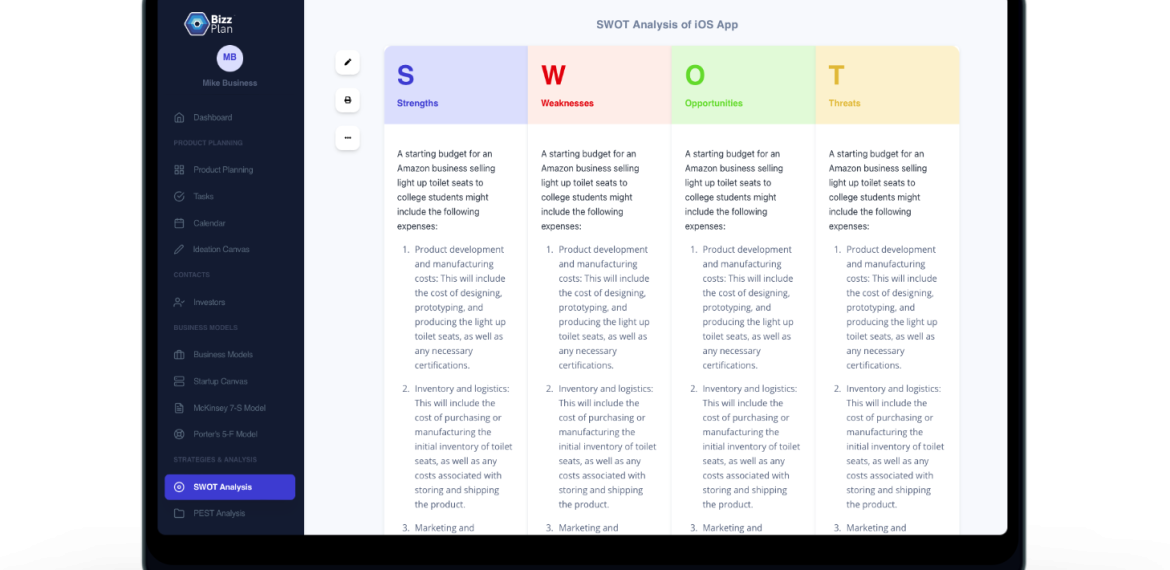 Bizz
Plan
MB
Mike Business
Dashboard
PRODUCT PLANNING
Product Planning
Tasks
Calendar
Ideation Canvas
CONTACTS
Investors
BUSINESS MODELS
Business Models
Startup Canvas
McKinsey 7-S Model
Porter's 5-F Model
STRATEGIES & ANALYSIS
SWOT Analysis
PEST Analysis
SWOT Analysis of iOS App
S
Strengths
A starting budget for an
Amazon business selling
light up toilet seats to
college students might
include the following
expenses:
1. Product development
and manufacturing
costs: This will include
the cost of designing,
prototyping, and
producing the light up
toilet seats, as well as
any necessary
certifications.
2. Inventory and logistics:
This will include the
cost of purchasing or
manufacturing the
initial inventory of toilet
seats, as well as any
costs associated with
storing and shipping
the product.
3. Marketing and
W
Weaknesses
A starting budget for an
Amazon business selling
light up toilet seats to
college students might
include the following
expenses:
1. Product development
and manufacturing
costs: This will include
the cost of designing,
prototyping, and
producing the light up
toilet seats, as well as
any necessary
certifications.
2. Inventory and logistics:
This will include the
cost of purchasing or
manufacturing the
initial inventory of toilet
seats, as well as any
costs associated with
storing and shipping
the product.
3. Marketing and
O
Opportunities
A starting budget for an
Amazon business selling
light up toilet seats to
college students might
include the following
expenses:
1. Product development
and manufacturing
costs: This will include
the cost of designing,
prototyping, and
producing the light up
toilet seats, as well as
any necessary
certifications.
2. Inventory and logistics:
This will include the
cost of purchasing or
manufacturing the
initial inventory of toilet
seats, as well as any
costs associated with
storing and shipping
the product.
3. Marketing and
T
Threats
A starting budget for an
Amazon business selling
light up toilet seats to
college students might
include the following
expenses:
1. Product development
and manufacturing
costs: This will include
the cost of designing,
prototyping, and
producing the light up
toilet seats, as well as
any necessary
certifications.
2. Inventory and logistics:
This will include the
cost of purchasing or
manufacturing the
initial inventory of toilet
seats, as well as any
costs associated with
storing and shipping
the product.
3. Marketing and